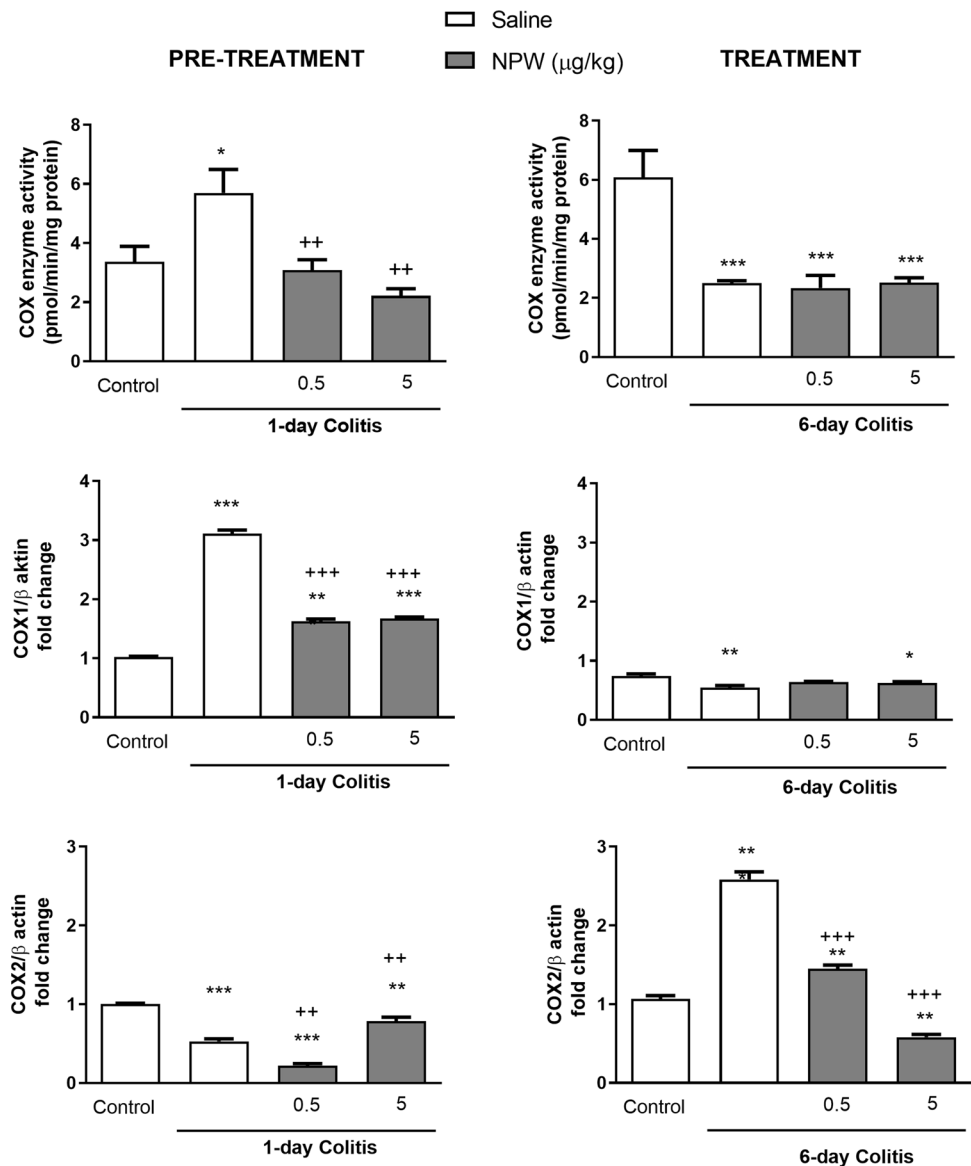 Saline
NPW (μg/kg)
PRE-TREATMENT
TREATMENT
COX enzyme activity
(pmol/min/mg protein)
8
6
4
2
0
*
++
++
Control
0.5
5
1-day Colitis
COX enzyme activity
(pmol/min/mg protein)
8
6
4
2
0
***
***
***
Control
0.5
5
6-day Colitis
COX1/β aktin
fold change
4
3
2
1
0
***
+++
**
+++
***
Control
0.5
5
1-day Colitis
COX1/β actin
fold change
4
3
2
1
0
**
*
Control
0.5
5
6-day Colitis
COX2/β actin
fold change
3
2
1
0
***
++
***
++
**
Control
0.5
5
1-day Colitis
COX2/β actin
fold change
3
2
1
0
**
*
+++
**
+++
**
Control
0.5
5
6-day Colitis